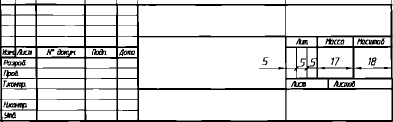 Лит. Масса Масштаб
Изм. Лист № докум. Подп. Дата
Разраб. 5 5 5 17 18
Пров.
Т.контр. Лист Листов
Н.контр.
Утв.